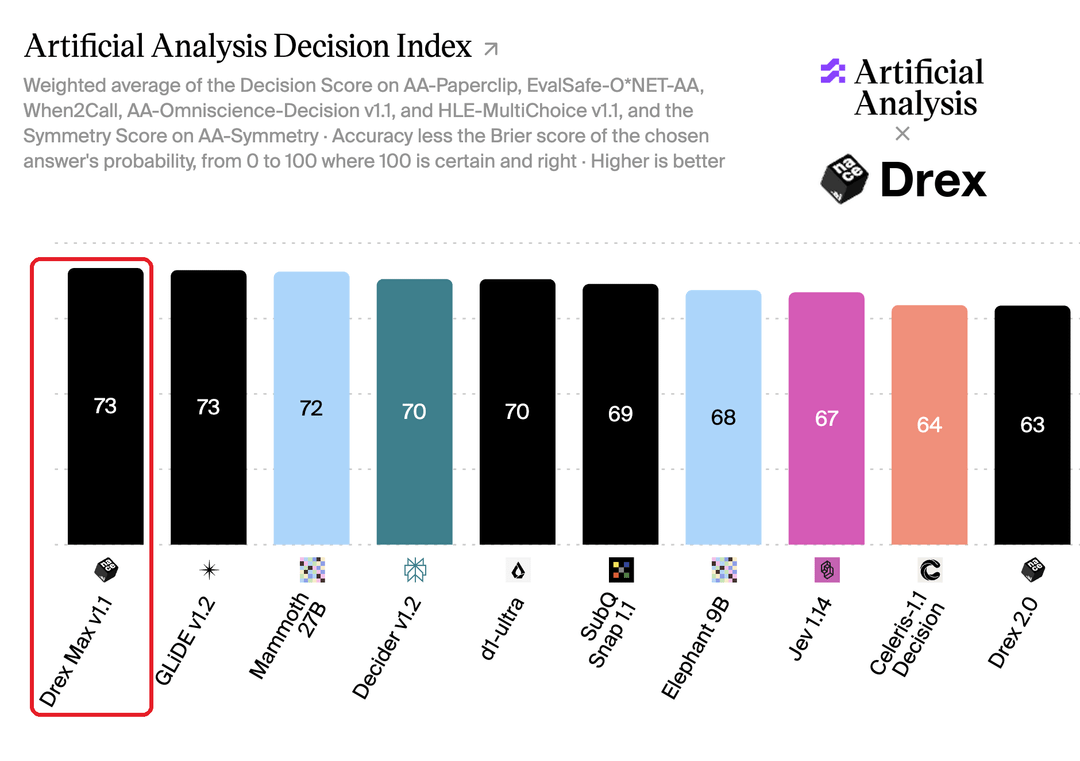 Artificial Analysis Decision Index ↗
Weighted average of the Decision Score on AA-Paperclip, EvalSafe-O*NET-AA,
When2Call, AA-Omniscience-Decision v1.1, and HLE-MultiChoice v1.1, and the
Symmetry Score on AA-Symmetry · Accuracy less the Brier score of the chosen
answer's probability, from 0 to 100 where 100 is certain and right · Higher is better
Artificial
Analysis
×
nace
Drex
73
73
72
70
70
69
68
67
64
63
Drex Max v1.1
GLiDE v1.2
Mammoth
27B
Decider v1.2
d1-ultra
SubQ
Snap 1.1
Elephant 9B
Jev 1.14
Celeris-1.1
Decision
Drex 2.0